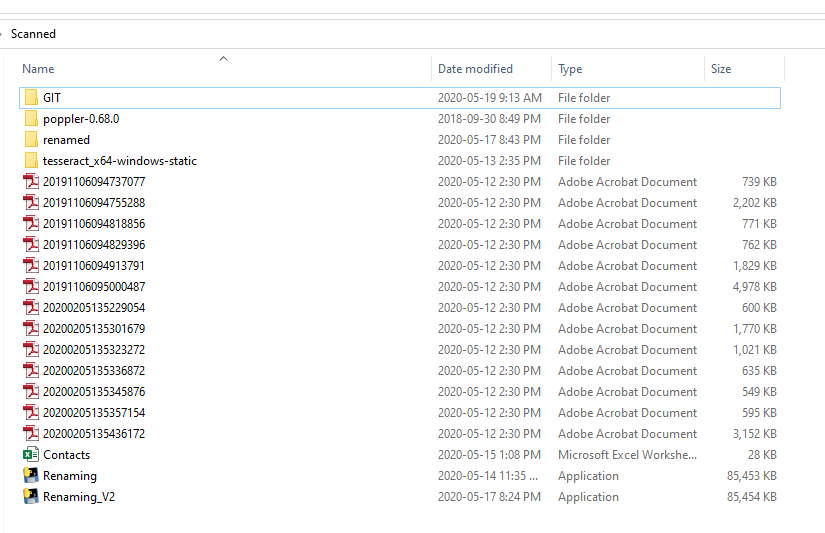 Scanned
Name Date modified Type Size
GIT 2020-05-19 9:13 AM File folder
poppler-0.68.0 2018-09-30 8:49 PM File folder
renamed 2020-05-17 8:43 PM File folder
tesseract_x64-windows-static 2020-05-13 2:35 PM File folder
20191106094737077 2020-05-12 2:30 PM Adobe Acrobat Document 739 KB
20191106094755288 2020-05-12 2:30 PM Adobe Acrobat Document 2,202 KB
20191106094818856 2020-05-12 2:30 PM Adobe Acrobat Document 771 KB
20191106094829396 2020-05-12 2:30 PM Adobe Acrobat Document 762 KB
20191106094913791 2020-05-12 2:30 PM Adobe Acrobat Document 1,829 KB
20191106095000487 2020-05-12 2:30 PM Adobe Acrobat Document 4,978 KB
20200205135229054 2020-05-12 2:30 PM Adobe Acrobat Document 600 KB
20200205135301679 2020-05-12 2:30 PM Adobe Acrobat Document 1,770 KB
20200205135323272 2020-05-12 2:30 PM Adobe Acrobat Document 1,021 KB
20200205135336872 2020-05-12 2:30 PM Adobe Acrobat Document 635 KB
20200205135345876 2020-05-12 2:30 PM Adobe Acrobat Document 549 KB
20200205135357154 2020-05-12 2:30 PM Adobe Acrobat Document 595 KB
20200205135436172 2020-05-12 2:30 PM Adobe Acrobat Document 3,152 KB
Contacts 2020-05-15 1:08 PM Microsoft Excel Workshe... 28 KB
Renaming 2020-05-14 11:35 ... Application 85,453 KB
Renaming_V2 2020-05-17 8:24 PM Application 85,454 KB